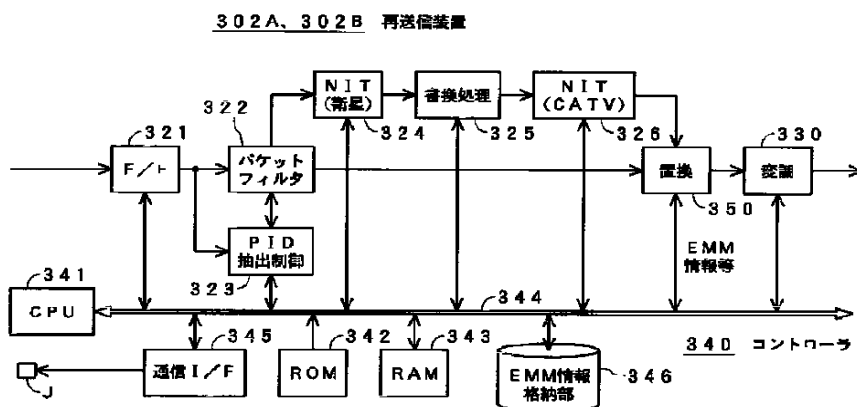 302A、302B 再送信装置
NIT
(衛星)
324
書換処理
325
NIT
(CATV)
326
321
F/E
322
パケット
フィルタ
置換
350
330
変調
PID
抽出制御
323
EMM
情報等
341
CPU
344
345
通信I/F
342
ROM
343
RAM
EMM情報
格納部
346
340 コントローラ
J